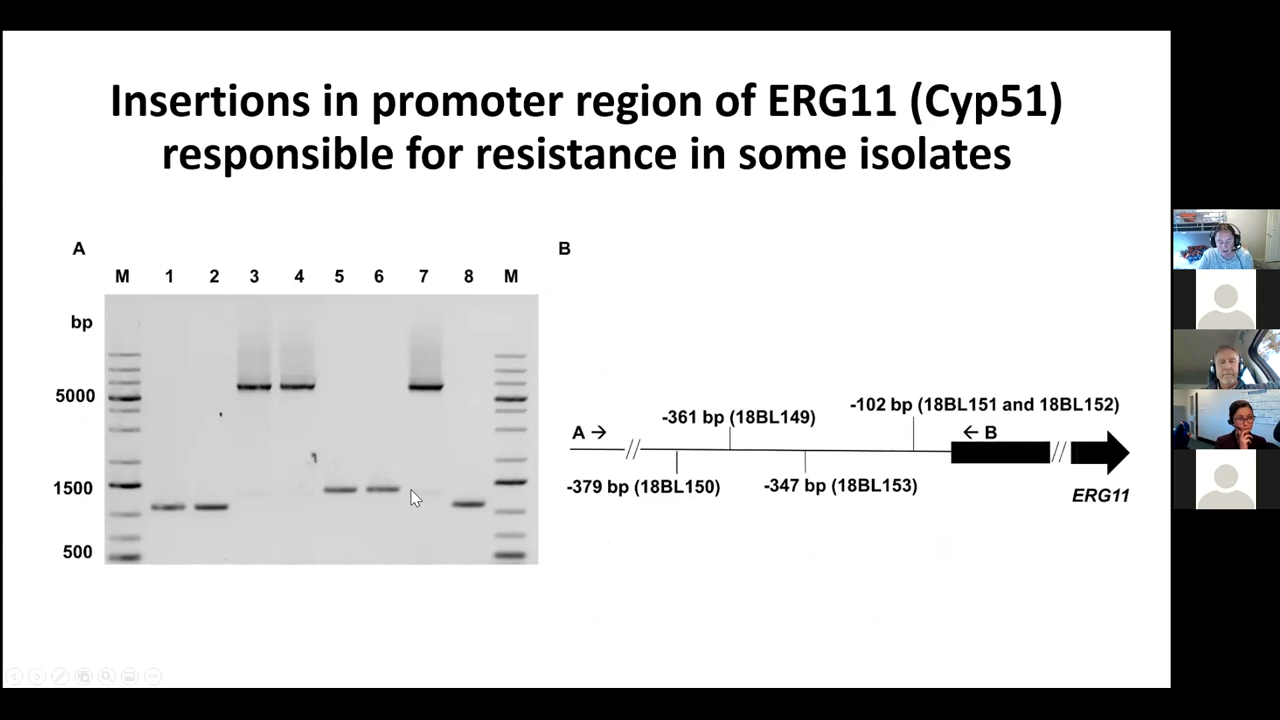 Insertions in promoter region of ERG11 (Cyp51)
responsible for resistance in some isolates
A
M 1 2 3 4 5 6 7 8 M
bp
5000
1500
500
B
-361 bp (18BL149)
-102 bp (18BL151 and 18BL152)
A →
← B
//
//
-379 bp (18BL150)
-347 bp (18BL153)
ERG11